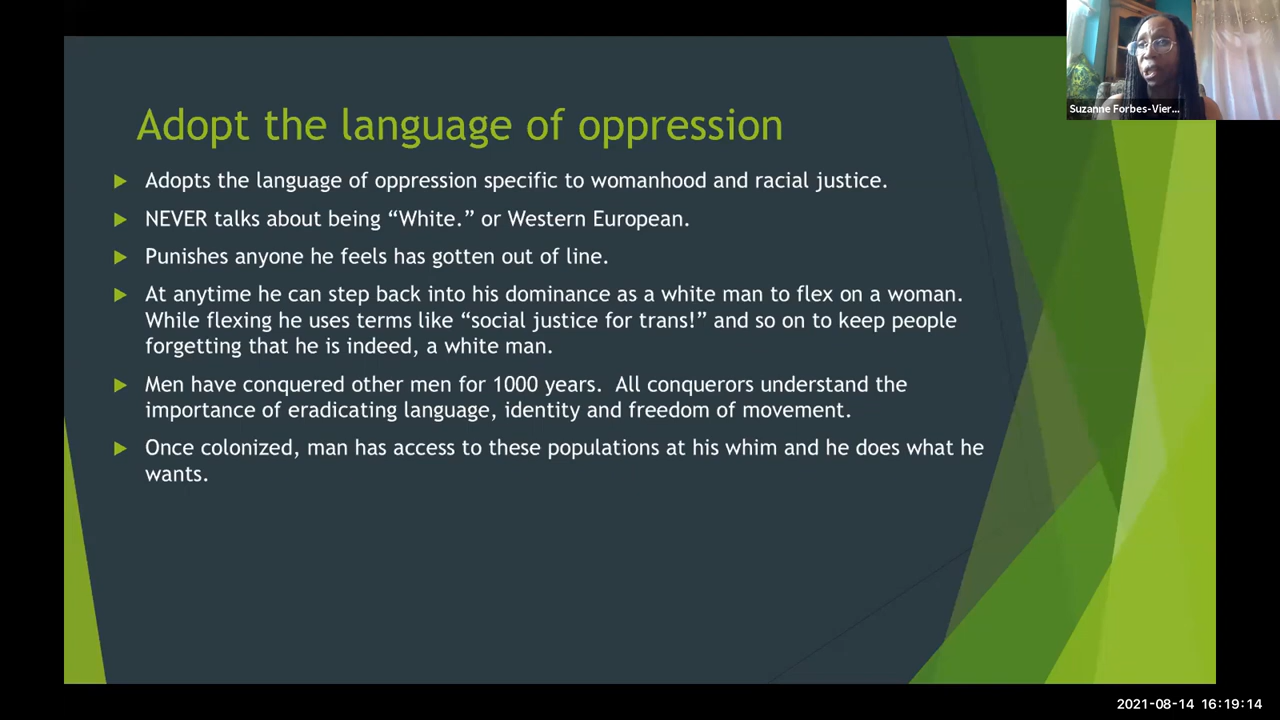 Suzanne Forbes-Vier...
Adopt the language of oppression
Adopts the language of oppression specific to womanhood and racial justice.
NEVER talks about being “White.” or Western European.
Punishes anyone he feels has gotten out of line.
At anytime he can step back into his dominance as a white man to flex on a woman.
While flexing he uses terms like “social justice for trans!” and so on to keep people
forgetting that he is indeed, a white man.
Men have conquered other men for 1000 years.  All conquerors understand the
importance of eradicating language, identity and freedom of movement.
Once colonized, man has access to these populations at his whim and he does what he
wants.
2021-08-14 16:19:14